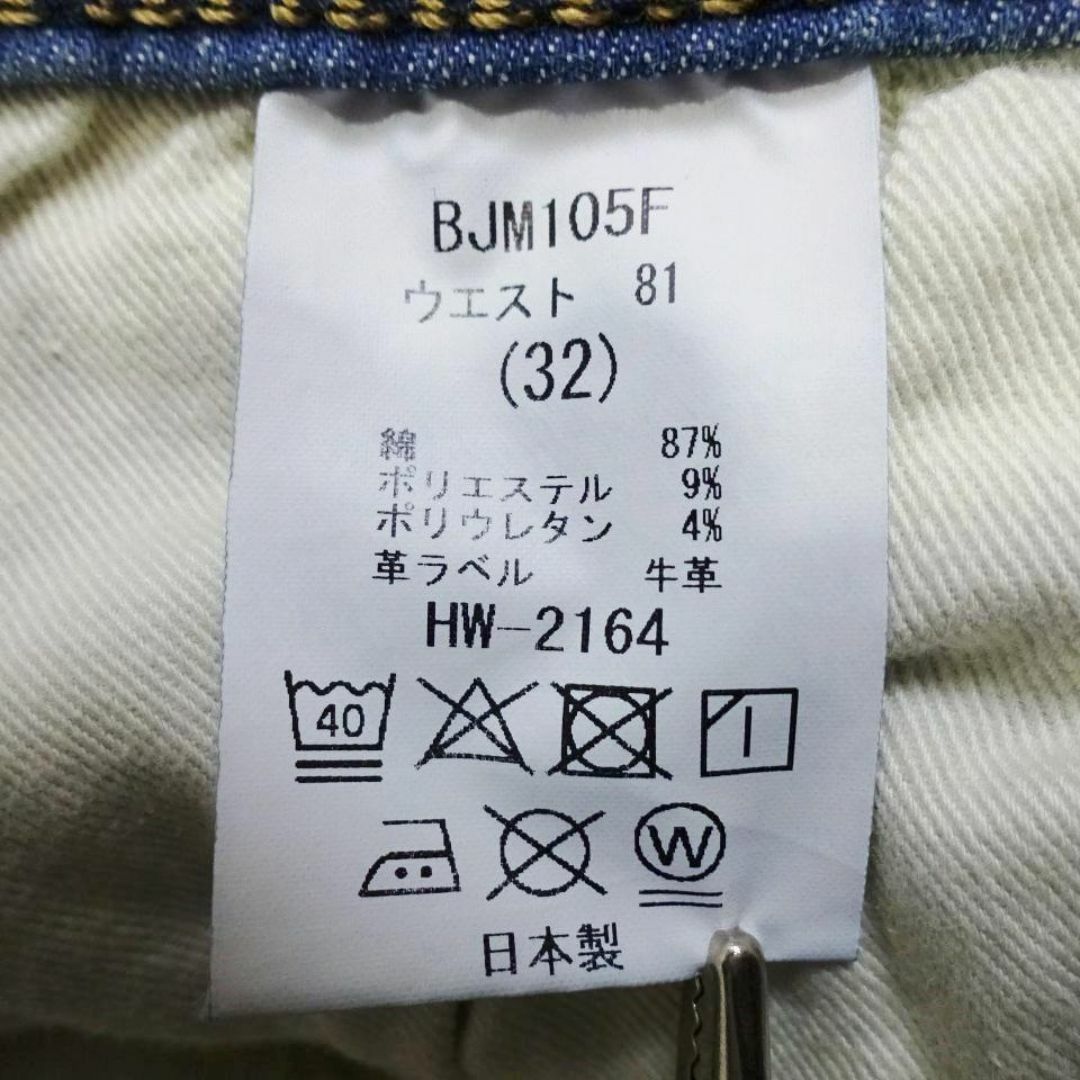 BJM105F
ウエスト 81
(32)
綿 87%
ポリエステル 9%
ポリウレタン 4%
革ラベル 牛革
HW-2164
40
W
日本製